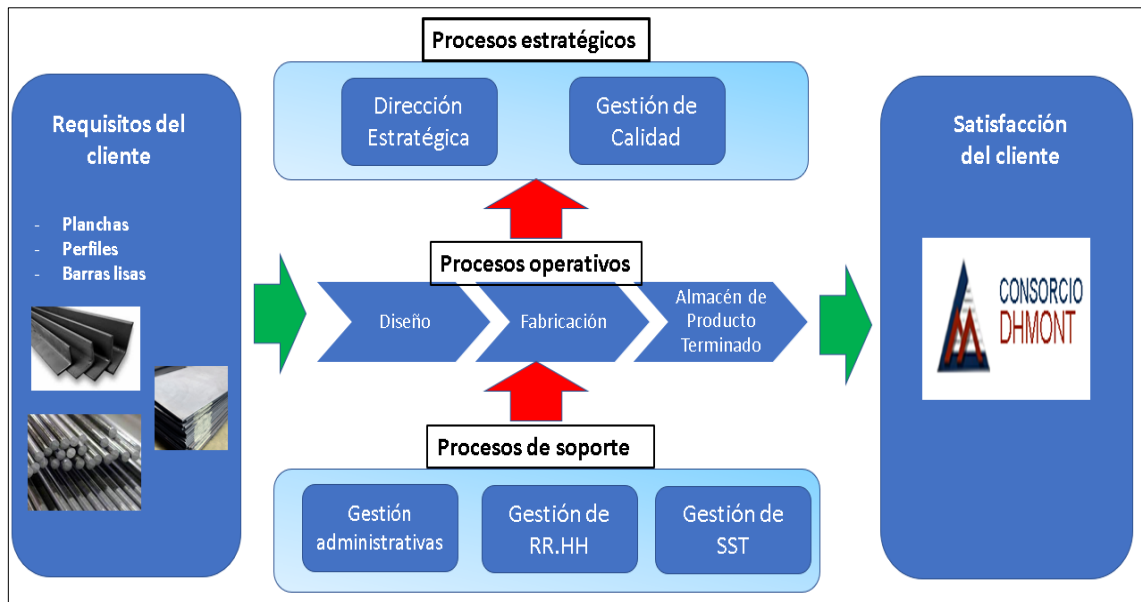 Procesos estratégicos
Dirección
Estratégica
Gestión de
Calidad
Requisitos del
cliente
- Planchas
- Perfiles
- Barras lisas
Procesos operativos
Diseño
Fabricación
Almacén de
Producto
Terminado
Procesos de soporte
Gestión
administrativas
Gestión de
RR.HH
Gestión de
SST
Satisfacción
del cliente
CONSORCIO
DHMONT